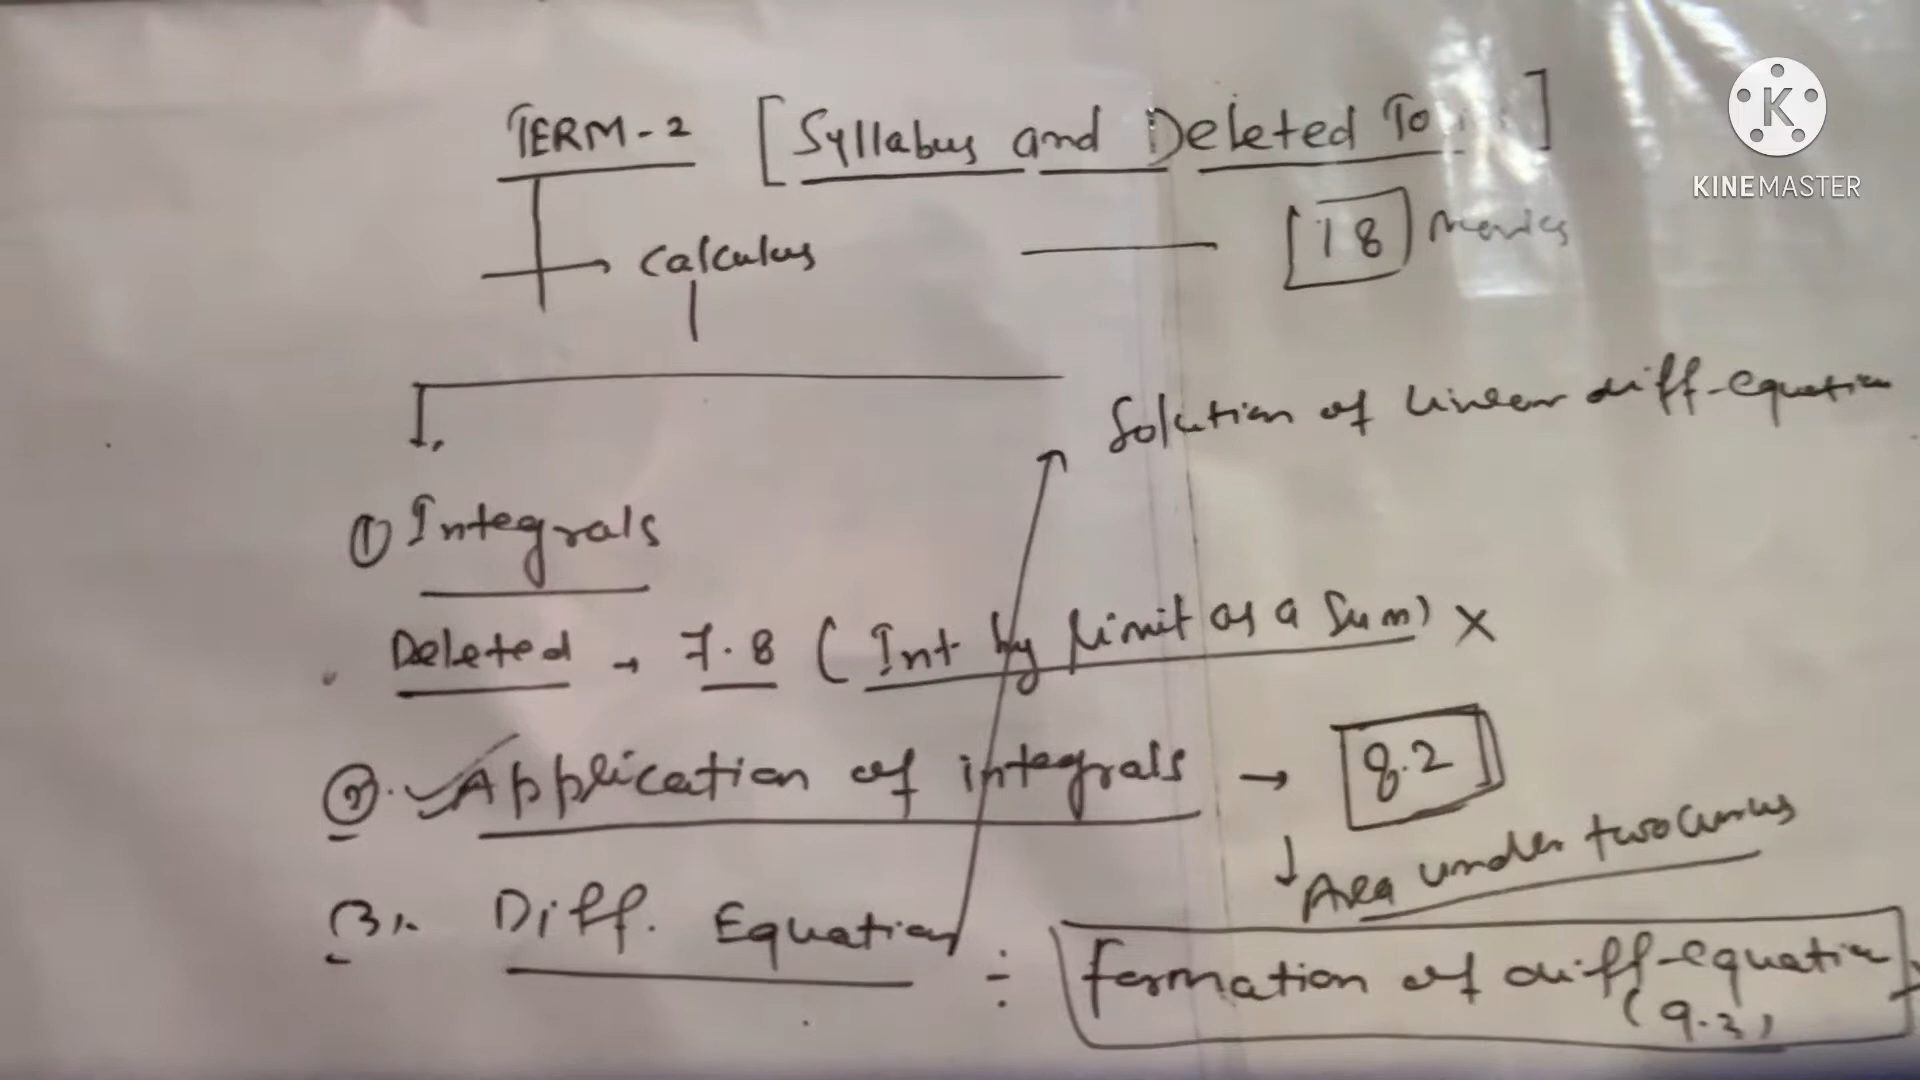 TERM-2 [Syllabus and Deleted To]
KINEMASTER
Calculus — [18] Marks
Solution of linear diff-equation
① Integrals
Deleted → 7.8 (Int by limit as a sum) ×
②. ✓Application of integrals → 8.2
↓ Area under two curves
(3). Diff. Equation : formation of diff-equation
(9.3)